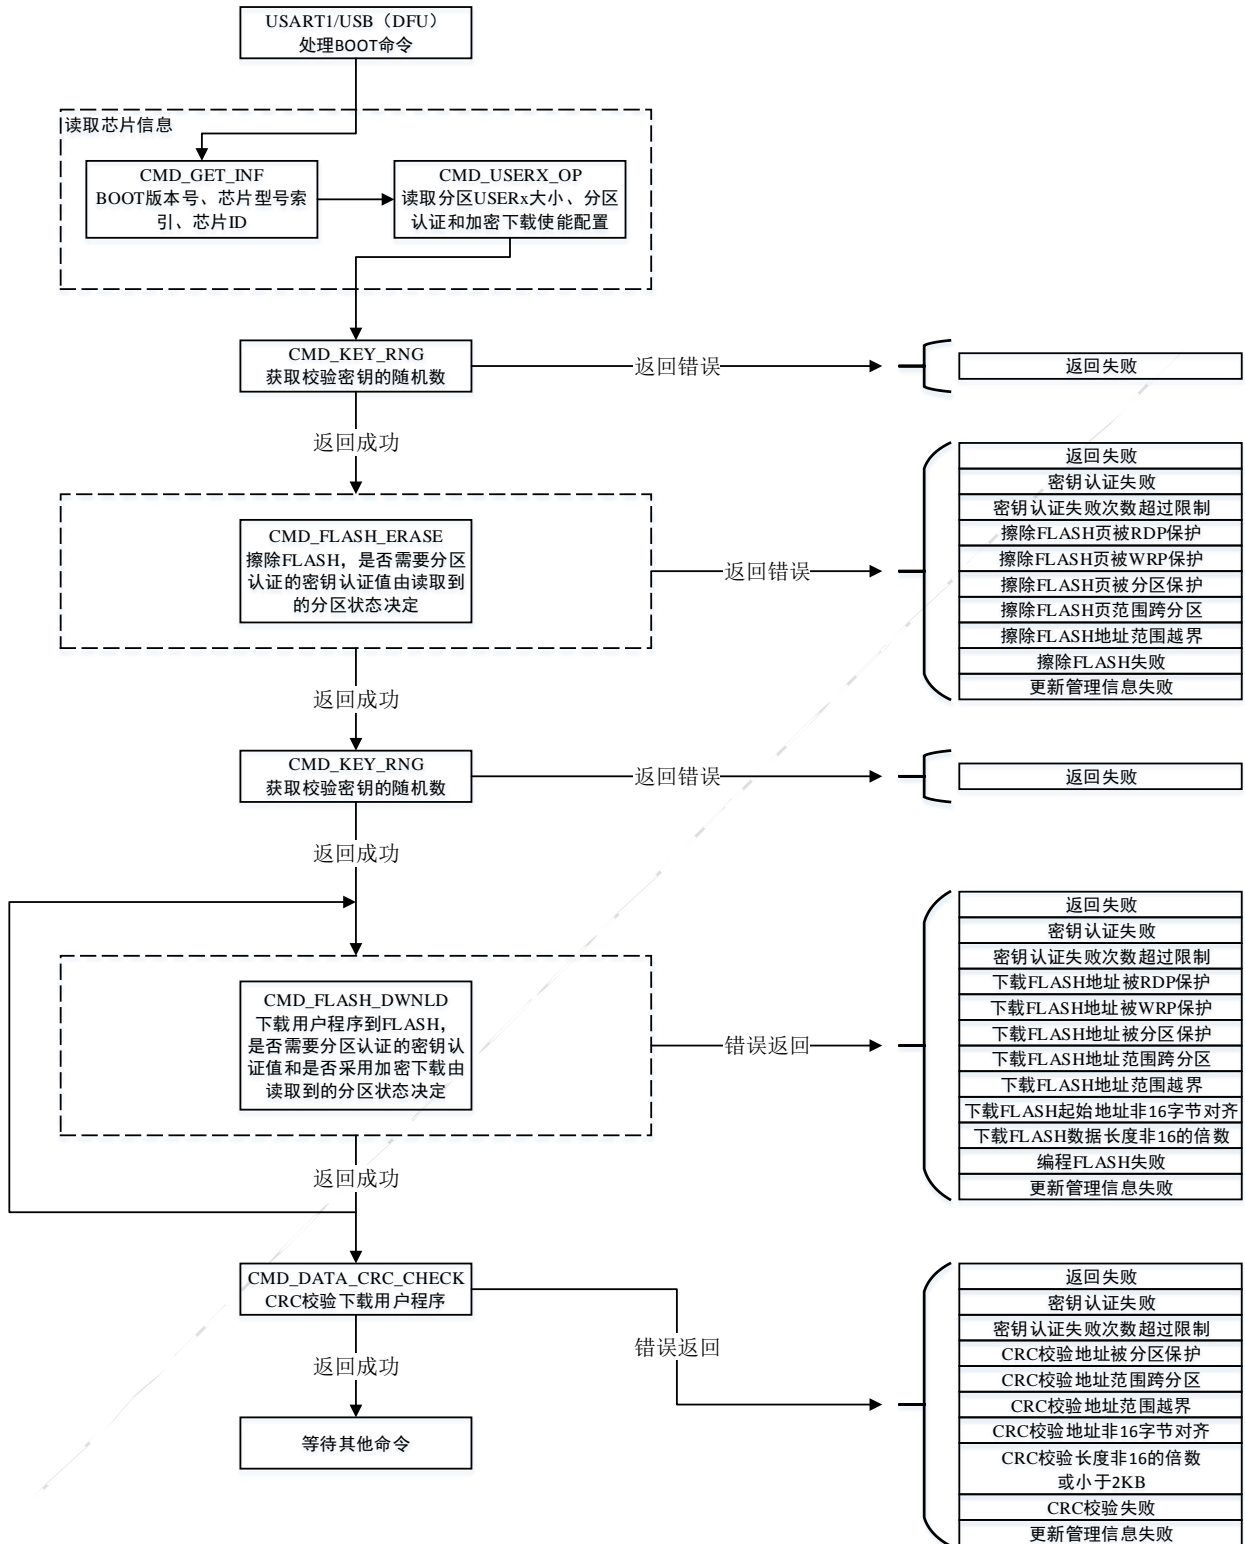 USART1/USB（DFU）
处理BOOT命令
读取芯片信息
CMD_GET_INF
BOOT版本号、芯片型号索
引、芯片ID
CMD_USERX_OP
读取分区USERx大小、分区
认证和加密下载使能配置
CMD_KEY_RNG
获取校验密钥的随机数
返回错误
返回失败
返回成功
CMD_FLASH_ERASE
擦除FLASH，是否需要分区
认证的密钥认证值由读取到
的分区状态决定
返回错误
返回失败
密钥认证失败
密钥认证失败次数超过限制
擦除FLASH页被RDP保护
擦除FLASH页被WRP保护
擦除FLASH页被分区保护
擦除FLASH页范围跨分区
擦除FLASH地址范围越界
擦除FLASH失败
更新管理信息失败
返回成功
CMD_KEY_RNG
获取校验密钥的随机数
返回错误
返回失败
返回成功
CMD_FLASH_DWNLD
下载用户程序到FLASH，
是否需要分区认证的密钥认
证值和是否采用加密下载由
读取到的分区状态决定
错误返回
返回失败
密钥认证失败
密钥认证失败次数超过限制
下载FLASH地址被RDP保护
下载FLASH地址被WRP保护
下载FLASH地址被分区保护
下载FLASH地址范围跨分区
下载FLASH地址范围越界
下载FLASH起始地址非16字节对齐
下载FLASH数据长度非16的倍数
编程FLASH失败
更新管理信息失败
返回成功
CMD_DATA_CRC_CHECK
CRC校验下载用户程序
错误返回
返回失败
密钥认证失败
密钥认证失败次数超过限制
CRC校验地址被分区保护
CRC校验地址范围跨分区
CRC校验地址范围越界
CRC校验地址非16字节对齐
CRC校验长度非16的倍数
或小于2KB
CRC校验失败
更新管理信息失败
返回成功
等待其他命令